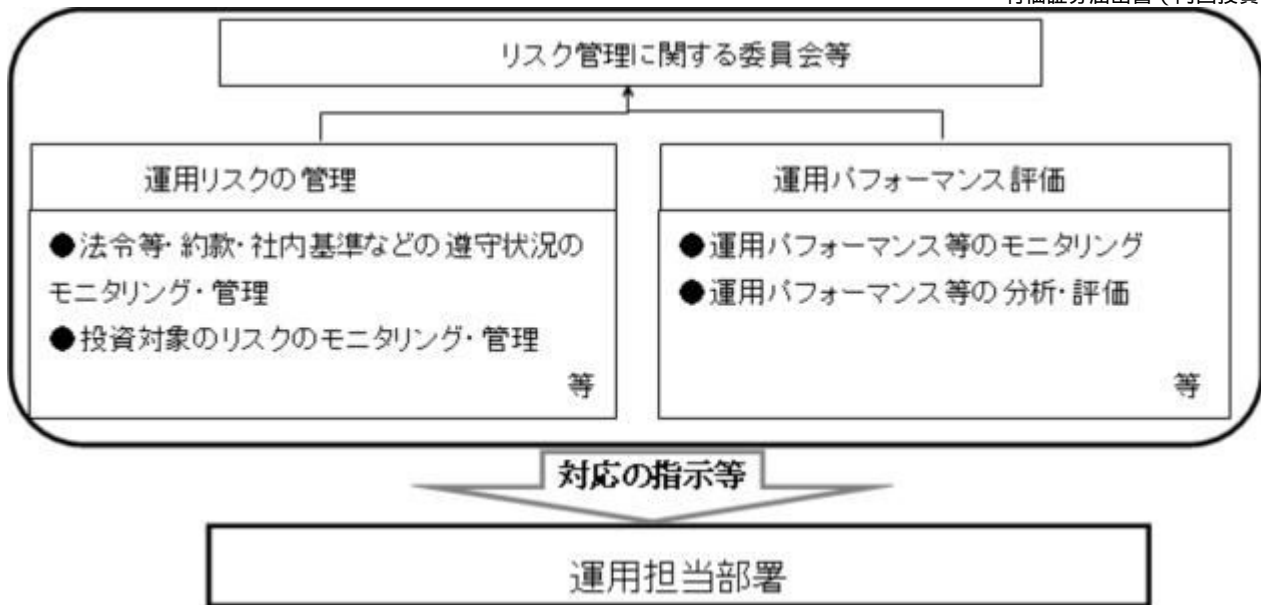 リスク管理に関する委員会等
運用リスクの管理
●法令等・約款・社内基準などの遵守状況の
モニタリング・管理
●投資対象のリスクのモニタリング・管理
等
運用パフォーマンス評価
●運用パフォーマンス等のモニタリング
●運用パフォーマンス等の分析・評価
等
対応の指示等
運用担当部署